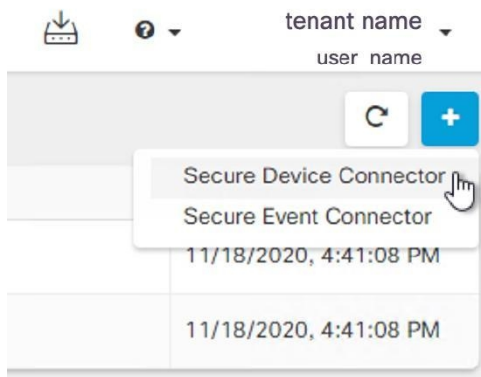 tenant name
user name
Secure Device Connector
Secure Event Connector
11/18/2020, 4:41:08 PM
11/18/2020, 4:41:08 PM